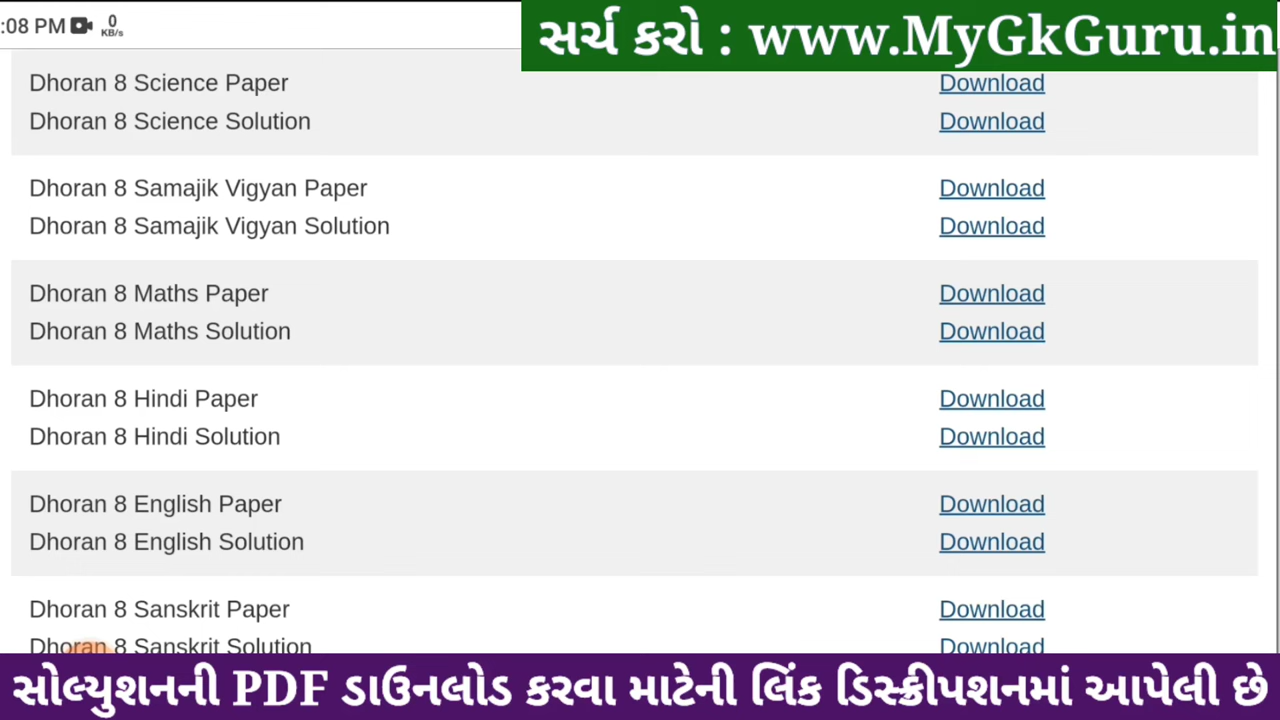 :08 PM 0 KB/s
સર્ચ કરો : www.MyGkGuru.in
Dhoran 8 Science Paper Download
Dhoran 8 Science Solution Download
Dhoran 8 Samajik Vigyan Paper Download
Dhoran 8 Samajik Vigyan Solution Download
Dhoran 8 Maths Paper Download
Dhoran 8 Maths Solution Download
Dhoran 8 Hindi Paper Download
Dhoran 8 Hindi Solution Download
Dhoran 8 English Paper Download
Dhoran 8 English Solution Download
Dhoran 8 Sanskrit Paper Download
Dhoran 8 Sanskrit Solution Download
સોલ્યુશનની PDF ડાઉનલોડ કરવા માટેની લિંક ડિસ્ક્રીપશનમાં આપેલી છે